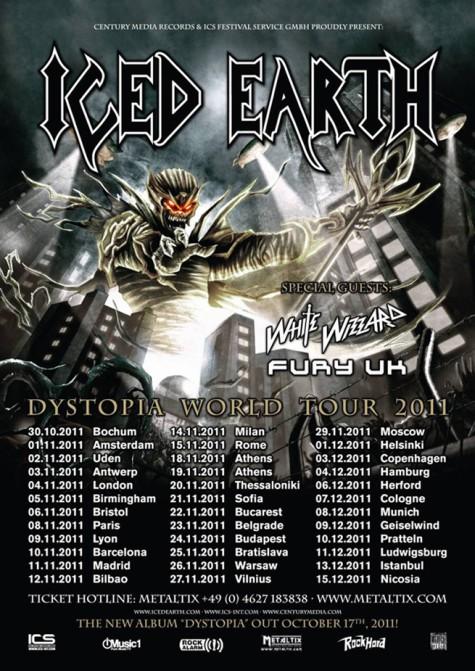 CENTURY MEDIA RECORDS & ICS FESTIVAL SERVICE GMBH PROUDLY PRESENT:
ICED EARTH
SPECIAL GUESTS:
WHITE WIZZARD
FURY UK
DYSTOPIA WORLD TOUR 2011
30.10.2011 Bochum
01.11.2011 Amsterdam
02.11.2011 Uden
03.11.2011 Antwerp
04.11.2011 London
05.11.2011 Birmingham
06.11.2011 Bristol
08.11.2011 Paris
09.11.2011 Lyon
10.11.2011 Barcelona
11.11.2011 Madrid
12.11.2011 Bilbao
14.11.2011 Milan
15.11.2011 Rome
18.11.2011 Athens
19.11.2011 Athens
20.11.2011 Thessaloniki
21.11.2011 Sofia
22.11.2011 Bucarest
23.11.2011 Belgrade
24.11.2011 Budapest
25.11.2011 Bratislava
26.11.2011 Warsaw
27.11.2011 Vilnius
29.11.2011 Moscow
01.12.2011 Helsinki
03.12.2011 Copenhagen
04.12.2011 Hamburg
06.12.2011 Herford
07.12.2011 Cologne
08.12.2011 Munich
09.12.2011 Geiselwind
10.12.2011 Pratteln
11.12.2011 Ludwigsburg
13.12.2011 Istanbul
15.12.2011 Nicosia
TICKET HOTLINE: METALTIX +49 (0) 4627 183838 · WWW.METALTIX.COM
WWW.ICEDEARTH.COM · WWW.ICS-INT.COM · WWW.CENTURYMEDIA.COM
THE NEW ALBUM "DYSTOPIA" OUT OCTOBER 17TH, 2011!
ICS
Music1
ROCK ALARM
METALTIX
RockHard